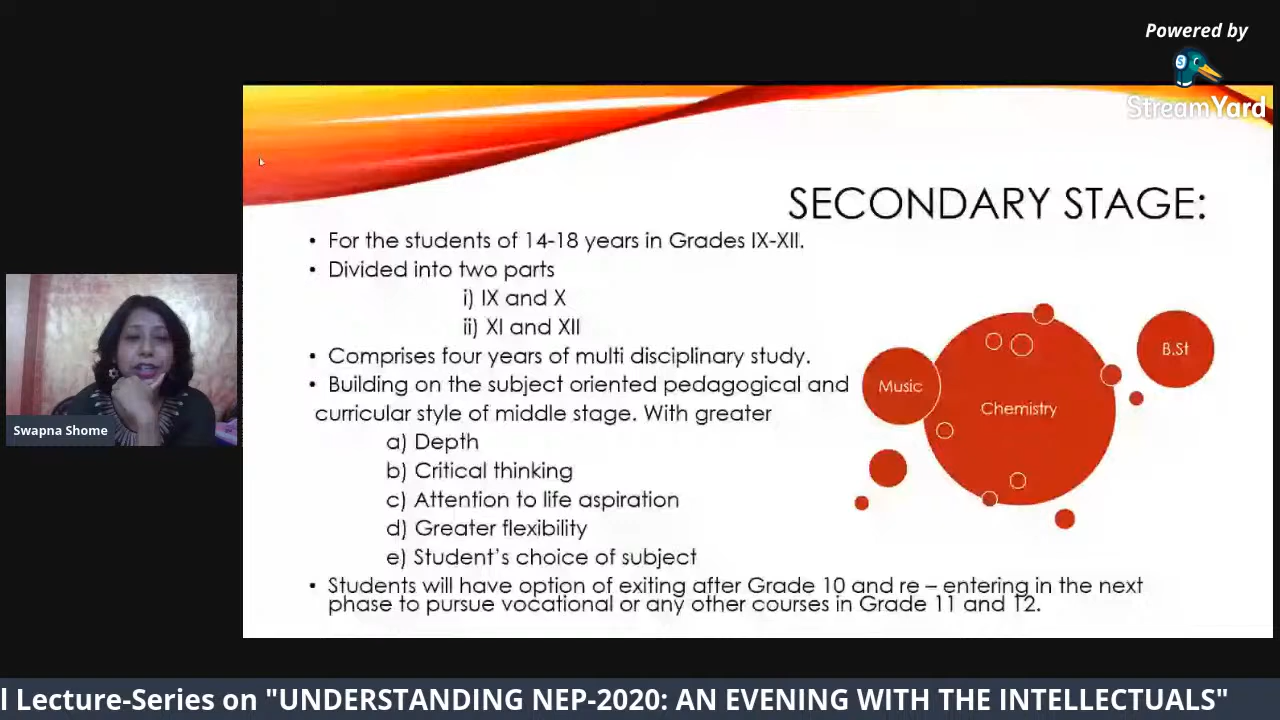 Powered by
StreamYard
SECONDARY STAGE:
• For the students of 14-18 years in Grades IX-XII.
• Divided into two parts
i) IX and X
ii) XI and XII
• Comprises four years of multi disciplinary study.
• Building on the subject oriented pedagogical and
curricular style of middle stage. With greater
a) Depth
b) Critical thinking
c) Attention to life aspiration
d) Greater flexibility
e) Student's choice of subject
• Students will have option of exiting after Grade 10 and re – entering in the next
phase to pursue vocational or any other courses in Grade 11 and 12.
Music
Chemistry
B.St
Swapna Shome
l Lecture-Series on "UNDERSTANDING NEP-2020: AN EVENING WITH THE INTELLECTUALS"